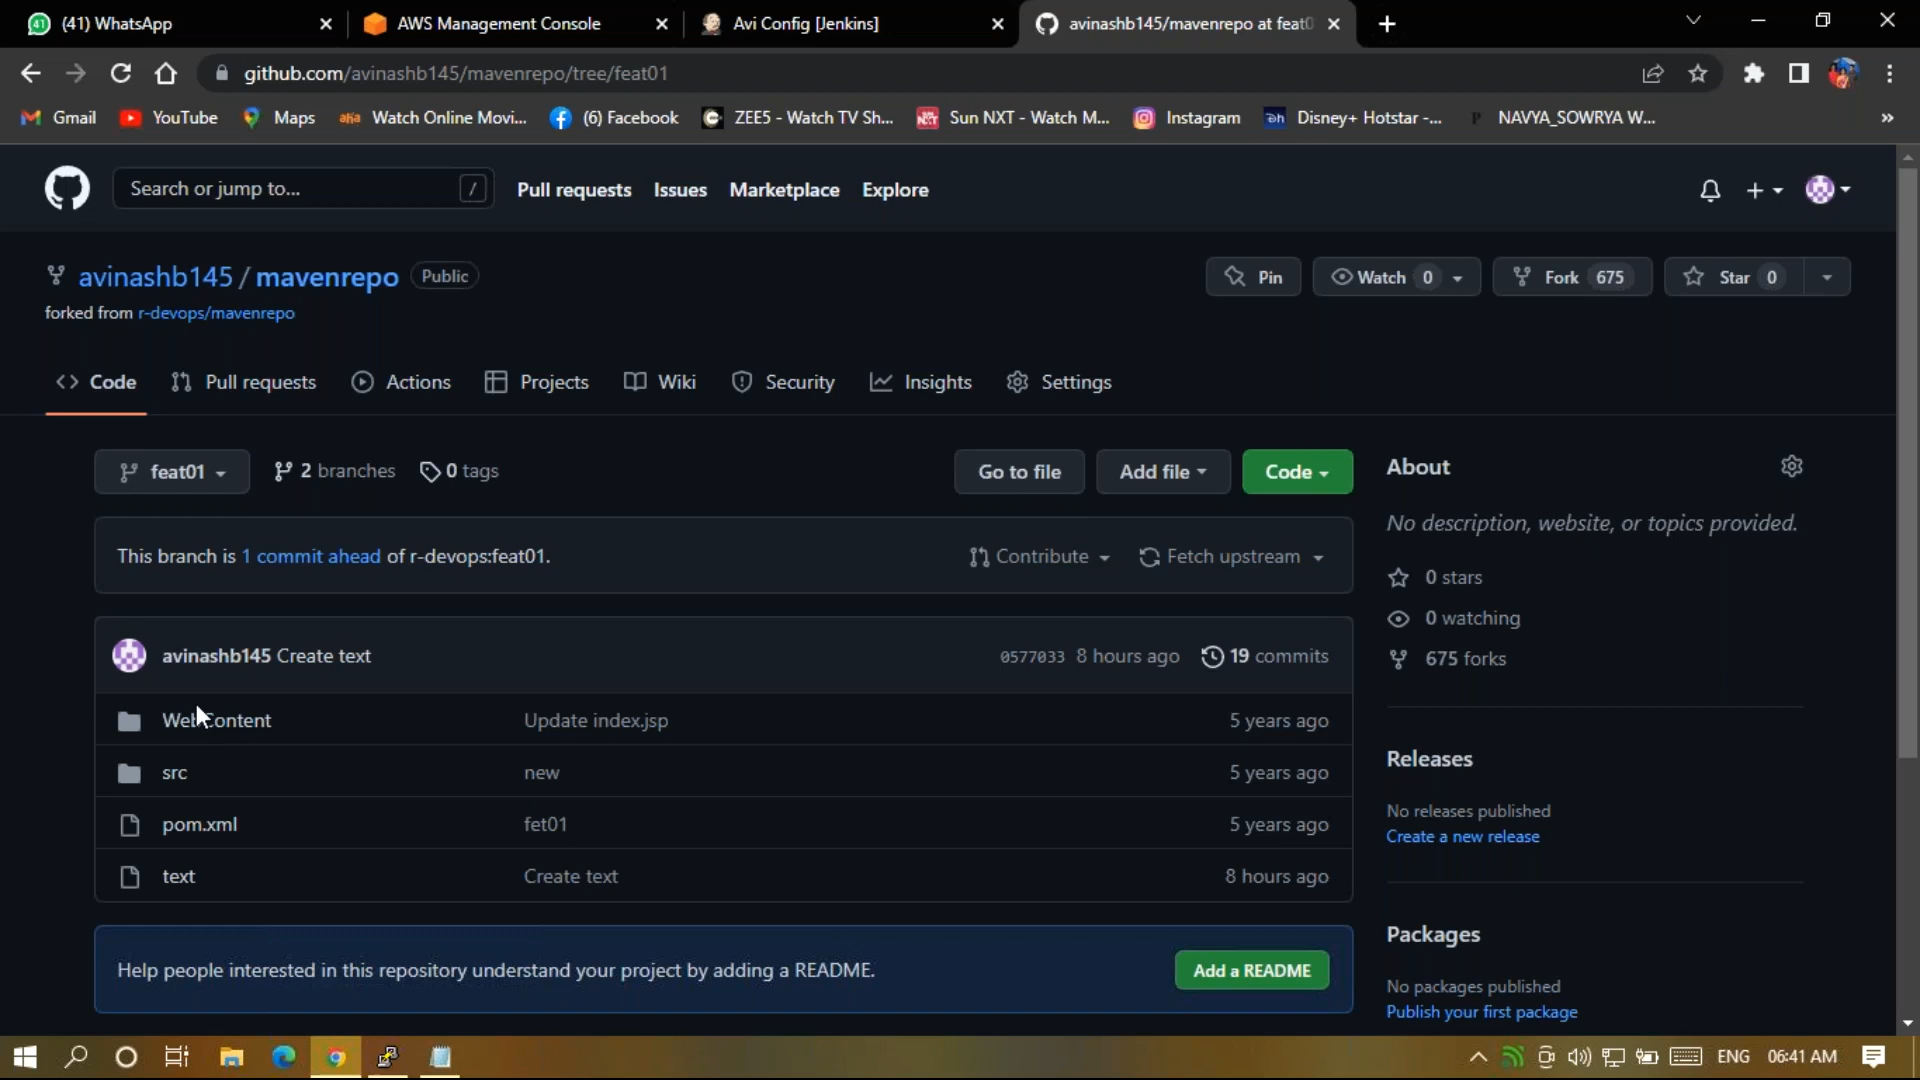 (41) WhatsApp
AWS Management Console
Avi Config [Jenkins]
avinashb145/mavenrepo at feat0
github.com/avinashb145/mavenrepo/tree/feat01
Gmail
YouTube
Maps
aha Watch Online Movi...
(6) Facebook
ZEE5 - Watch TV Sh...
Sun NXT - Watch M...
Instagram
Disney+ Hotstar -...
NAVYA_SOWRYA W...
»
Search or jump to...
/
Pull requests
Issues
Marketplace
Explore
avinashb145 / mavenrepo
Public
Pin
Watch 0
Fork 675
Star 0
forked from r-devops/mavenrepo
Code
Pull requests
Actions
Projects
Wiki
Security
Insights
Settings
feat01
2 branches
0 tags
Go to file
Add file
Code
This branch is 1 commit ahead of r-devops:feat01.
Contribute
Fetch upstream
avinashb145 Create text
0577033 8 hours ago
19 commits
WebContent
Update index.jsp
5 years ago
src
new
5 years ago
pom.xml
fet01
5 years ago
text
Create text
8 hours ago
Help people interested in this repository understand your project by adding a README.
Add a README
About
No description, website, or topics provided.
0 stars
0 watching
675 forks
Releases
No releases published
Create a new release
Packages
No packages published
Publish your first package
ENG
06:41 AM